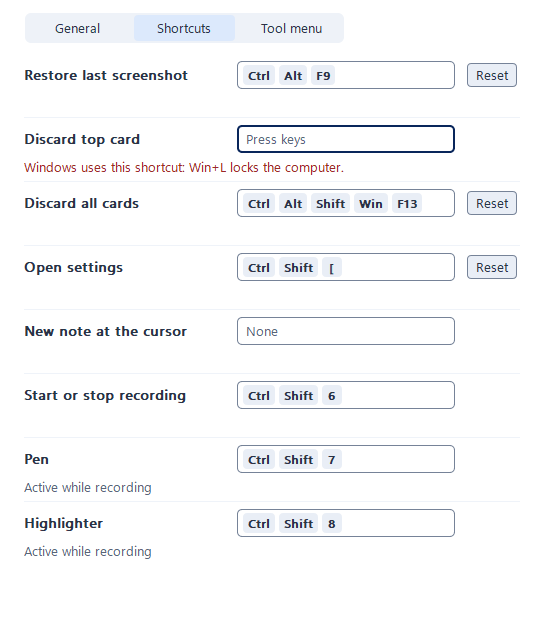 General Shortcuts Tool menu
Restore last screenshot Ctrl Alt F9 Reset
Discard top card Press keys
Windows uses this shortcut: Win+L locks the computer.
Discard all cards Ctrl Alt Shift Win F13 Reset
Open settings Ctrl Shift [ Reset
New note at the cursor None
Start or stop recording Ctrl Shift 6
Pen Ctrl Shift 7
Active while recording
Highlighter Ctrl Shift 8
Active while recording